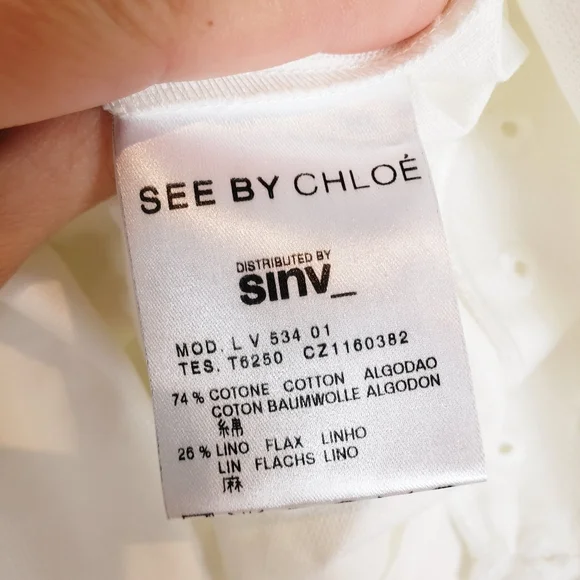 SEE BY CHLOÉ
DISTRIBUTED BY
sinv_
MOD. L V 534 01
TES. T6250 CZ1160382
74% COTONE COTTON ALGODAO
COTON BAUMWOLLE ALGODON
綿
26% LINO FLAX LINHO
LIN FLACHS LINO
麻